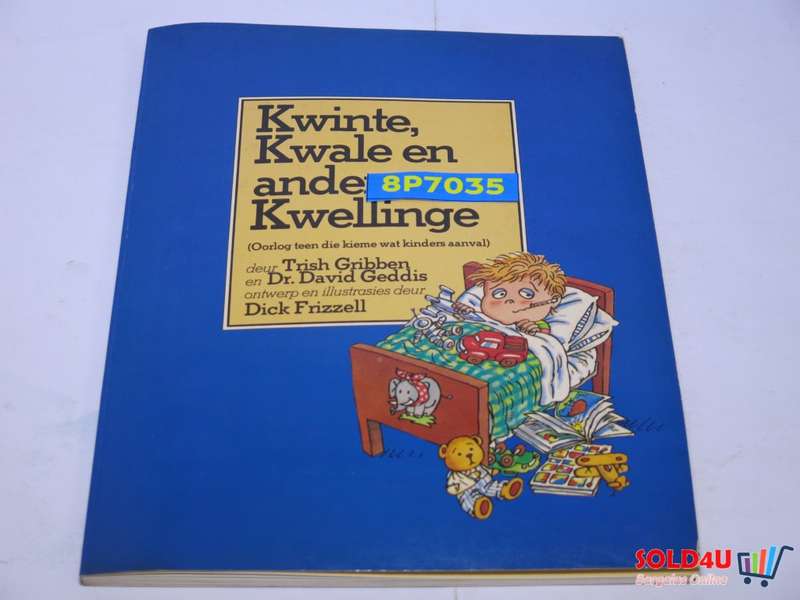 Kwinte,
Kwale en
ande 8P7035
Kwellinge
(Oorlog teen die kieme wat kinders aanval)
deur Trish Gribben
en Dr. David Geddis
ontwerp en illustrasies deur
Dick Frizzell
SOLD4U
Bargains Online